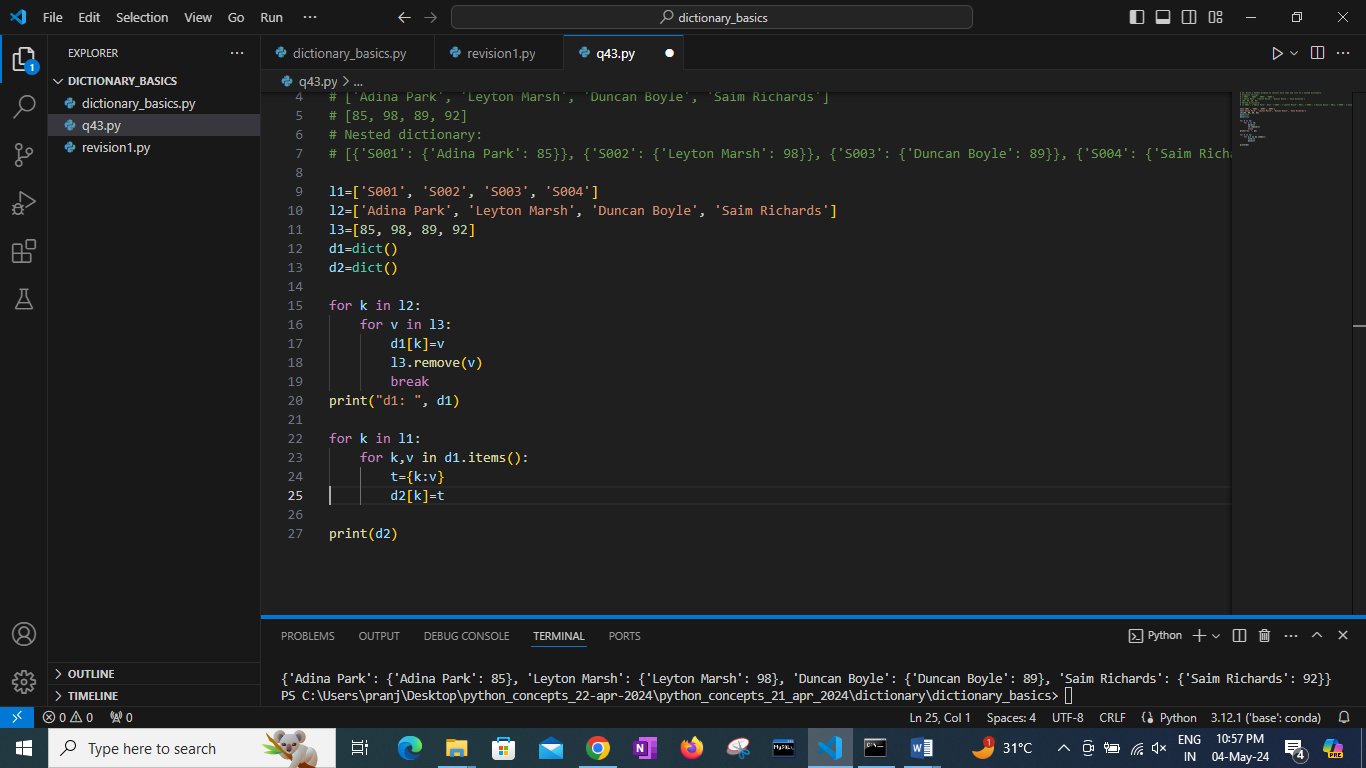 File Edit Selection View Go Run ··· dictionary_basics
EXPLORER ···
DICTIONARY_BASICS
dictionary_basics.py
q43.py
revision1.py
OUTLINE
TIMELINE
1
dictionary_basics.py revision1.py q43.py
q43.py > ...
4 # ['Adina Park', 'Leyton Marsh', 'Duncan Boyle', 'Saim Richards']
5 # [85, 98, 89, 92]
6 # Nested dictionary:
7 # [{'S001': {'Adina Park': 85}}, {'S002': {'Leyton Marsh': 98}}, {'S003': {'Duncan Boyle': 89}}, {'S004': {'Saim Richa
8
9 l1=['S001', 'S002', 'S003', 'S004']
10 l2=['Adina Park', 'Leyton Marsh', 'Duncan Boyle', 'Saim Richards']
11 l3=[85, 98, 89, 92]
12 d1=dict()
13 d2=dict()
14
15 for k in l2:
16     for v in l3:
17         d1[k]=v
18         l3.remove(v)
19         break
20 print("d1: ", d1)
21
22 for k in l1:
23     for k,v in d1.items():
24         t={k:v}
25         d2[k]=t
26
27 print(d2)
PROBLEMS OUTPUT DEBUG CONSOLE TERMINAL PORTS Python
{'Adina Park': {'Adina Park': 85}, 'Leyton Marsh': {'Leyton Marsh': 98}, 'Duncan Boyle': {'Duncan Boyle': 89}, 'Saim Richards': {'Saim Richards': 92}}
PS C:\Users\pranj\Desktop\python_concepts_22-apr-2024\python_concepts_21_apr_2024\dictionary\dictionary_basics>
0 0 0 Ln 25, Col 1 Spaces: 4 UTF-8 CRLF Python 3.12.1 ('base': conda)
Type here to search 1 31°C ENG 10:57 PM 4
IN 04-May-24